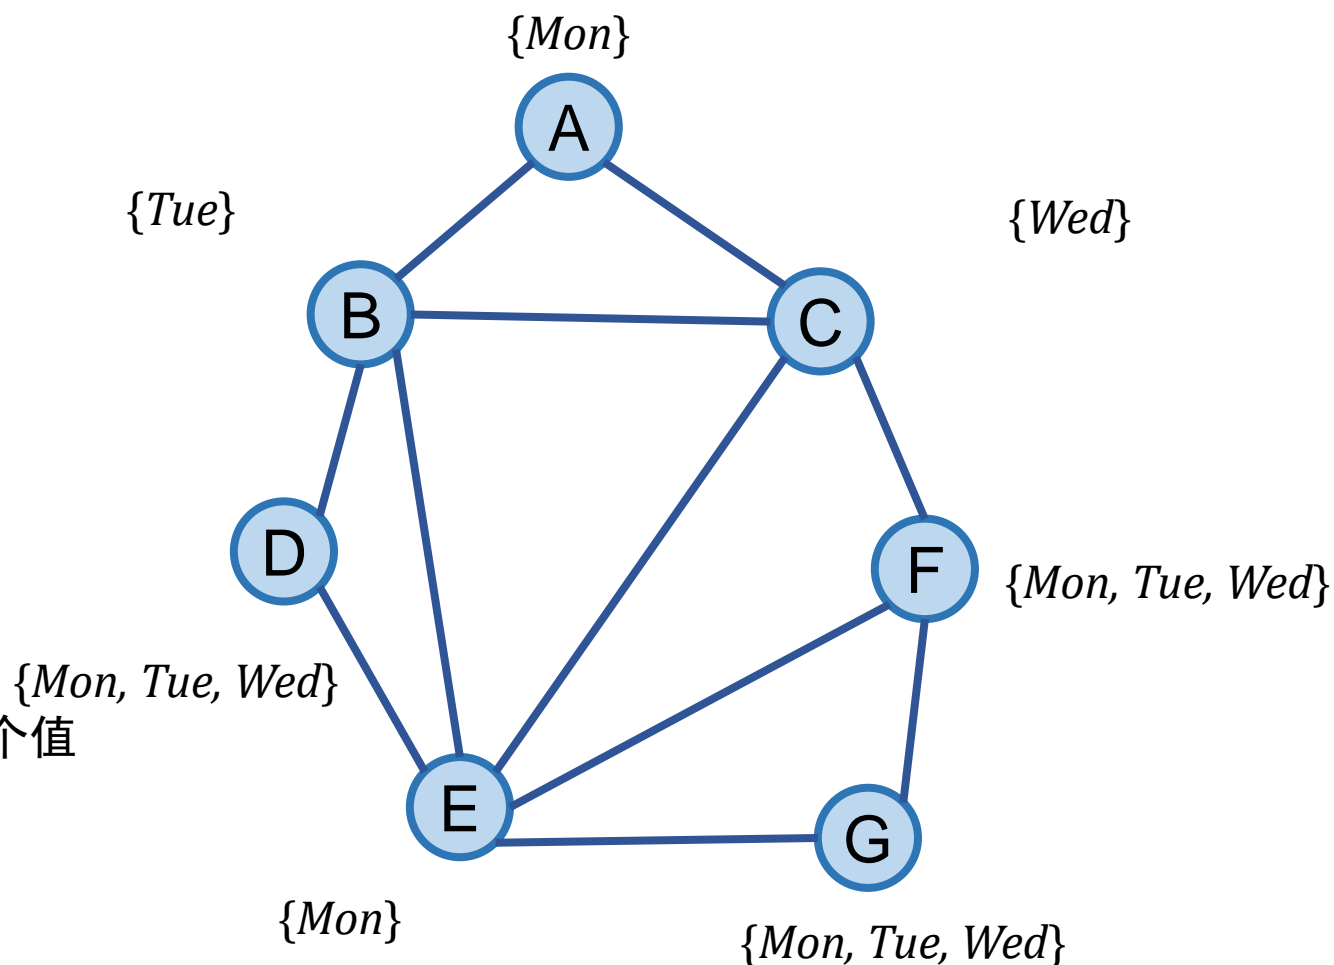 {Mon}
A
{Tue}
{Wed}
B
C
D
F
{Mon, Tue, Wed}
{Mon, Tue, Wed}
个值
E
G
{Mon}
{Mon, Tue, Wed}